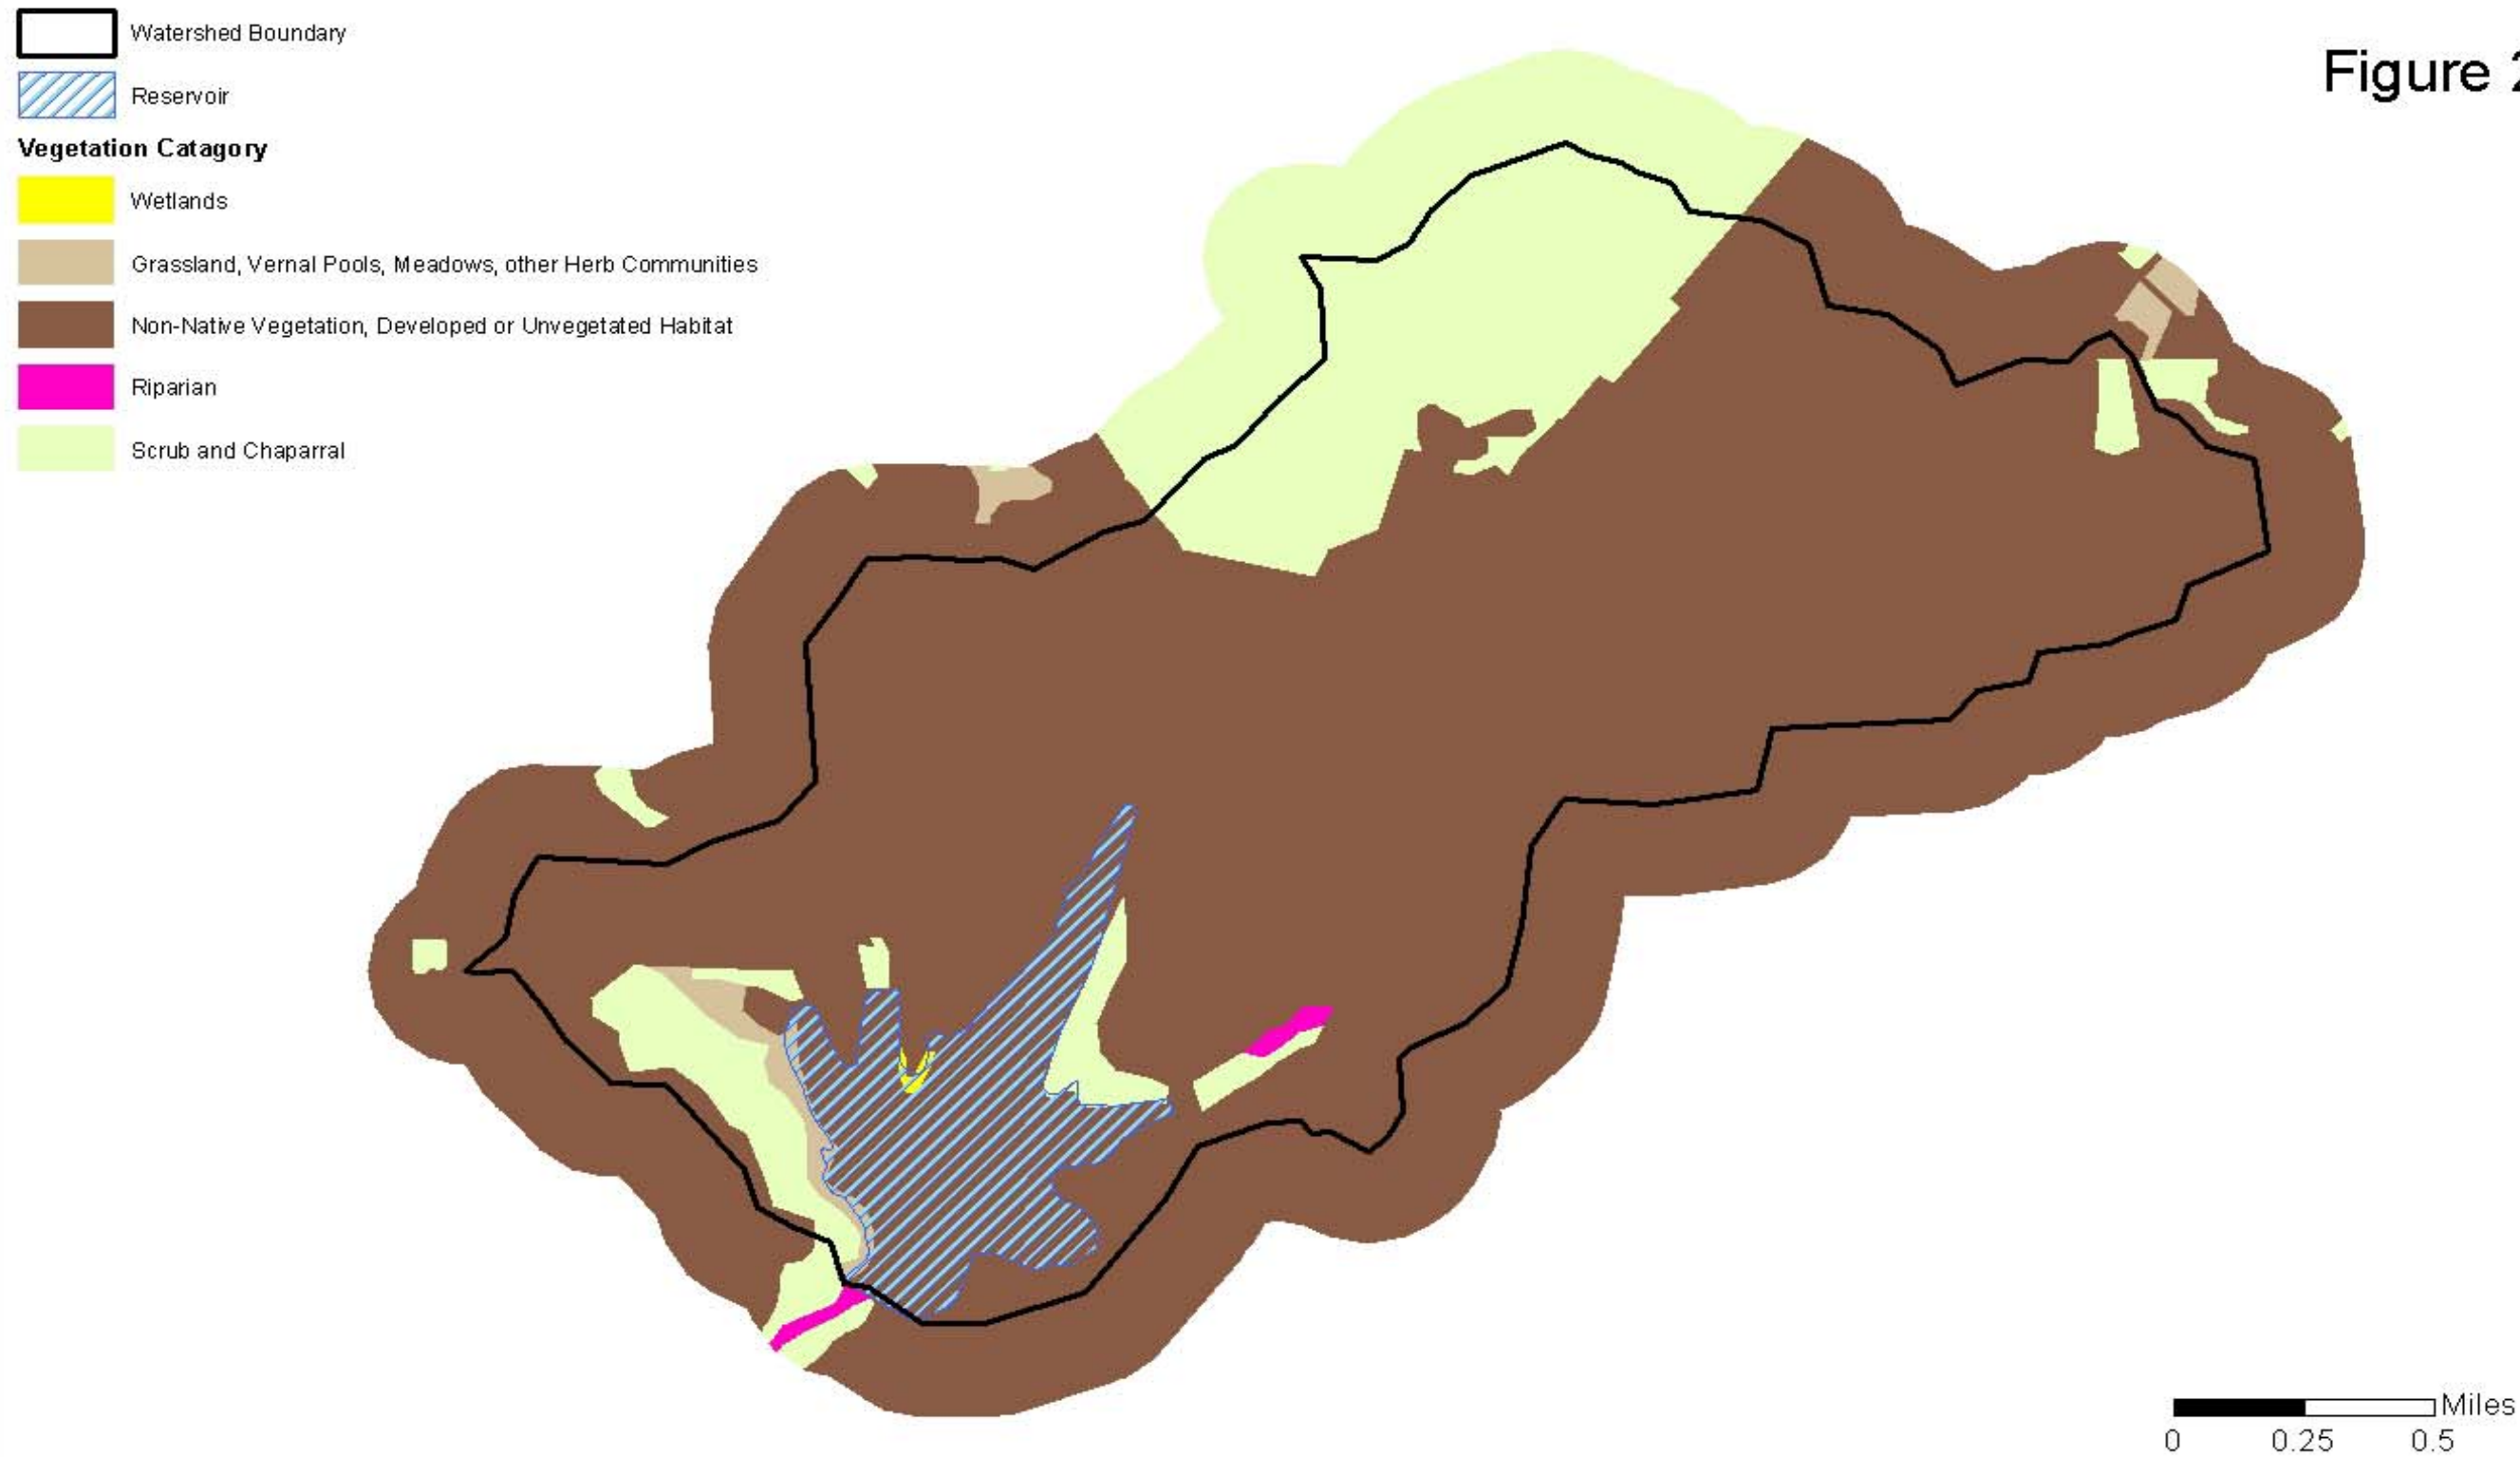 Watershed Boundary
Reservoir
Vegetation Catagory
Wetlands
Grassland, Vernal Pools, Meadows, other Herb Communities
Non-Native Vegetation, Developed or Unvegetated Habitat
Riparian
Scrub and Chaparral
Figure 2
Miles
0 0.25 0.5